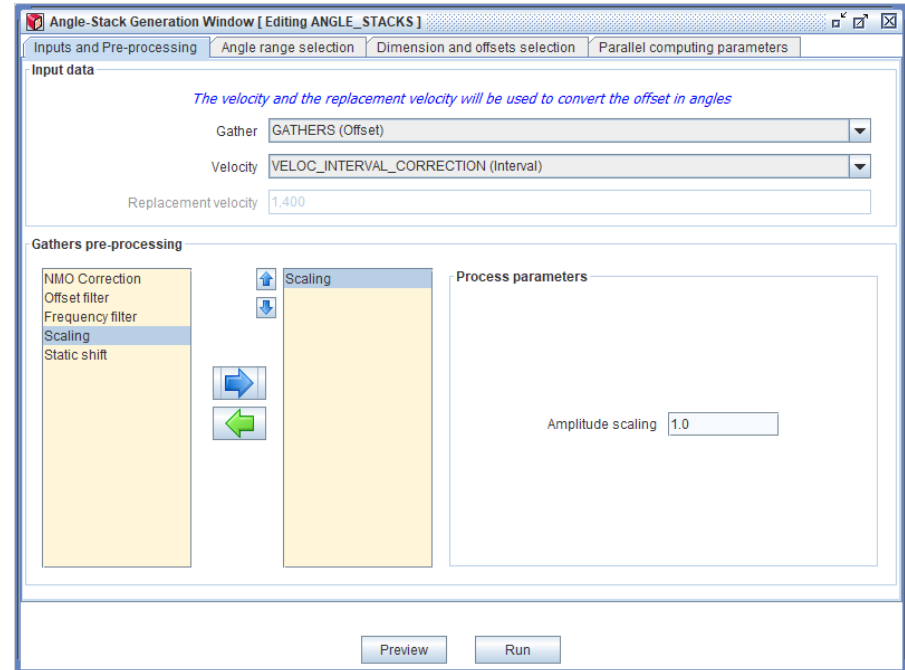 Angle-Stack Generation Window [ Editing ANGLE_STACKS ]
Inputs and Pre-processing Angle range selection Dimension and offsets selection Parallel computing parameters
Input data
The velocity and the replacement velocity will be used to convert the offset in angles
Gather GATHERS (Offset)
Velocity VELOC_INTERVAL_CORRECTION (Interval)
Replacement velocity 1,400
Gathers pre-processing
NMO Correction
Offset filter
Frequency filter
Scaling
Static shift
Scaling
Process parameters
Amplitude scaling 1.0
Preview Run